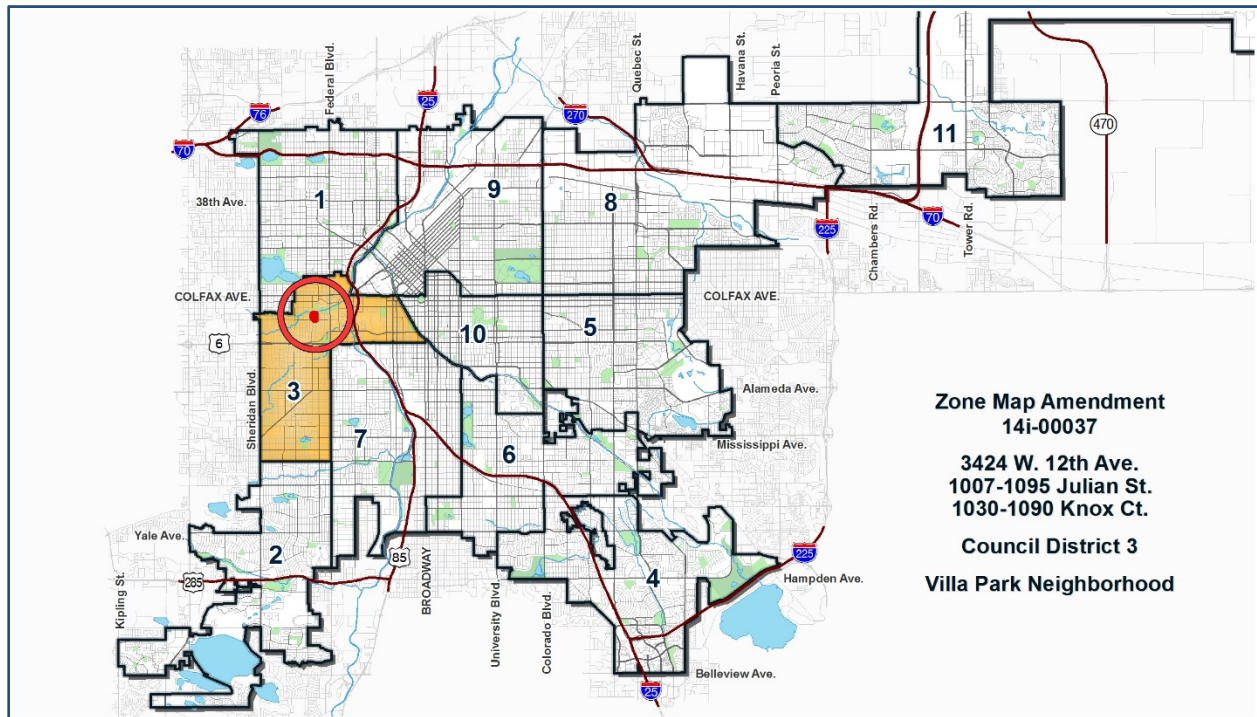 Federal Blvd.
Quebec St.
Havana St.
Peoria St.
76
25
270
70
470
11
38th Ave.
1
9
8
225
Chambers Rd.
70
Tower Rd.
COLFAX AVE.
COLFAX AVE.
6
10
5
Sheridan Blvd.
3
Alameda Ave.
7
Mississippi Ave.
6
Zone Map Amendment
14i-00037
3424 W. 12th Ave.
1007-1095 Julian St.
1030-1090 Knox Ct.
Council District 3
Villa Park Neighborhood
Yale Ave.
2
85
BROADWAY
285
Kipling St.
University Blvd.
Colorado Blvd.
4
225
Hampden Ave.
Belleview Ave.
25